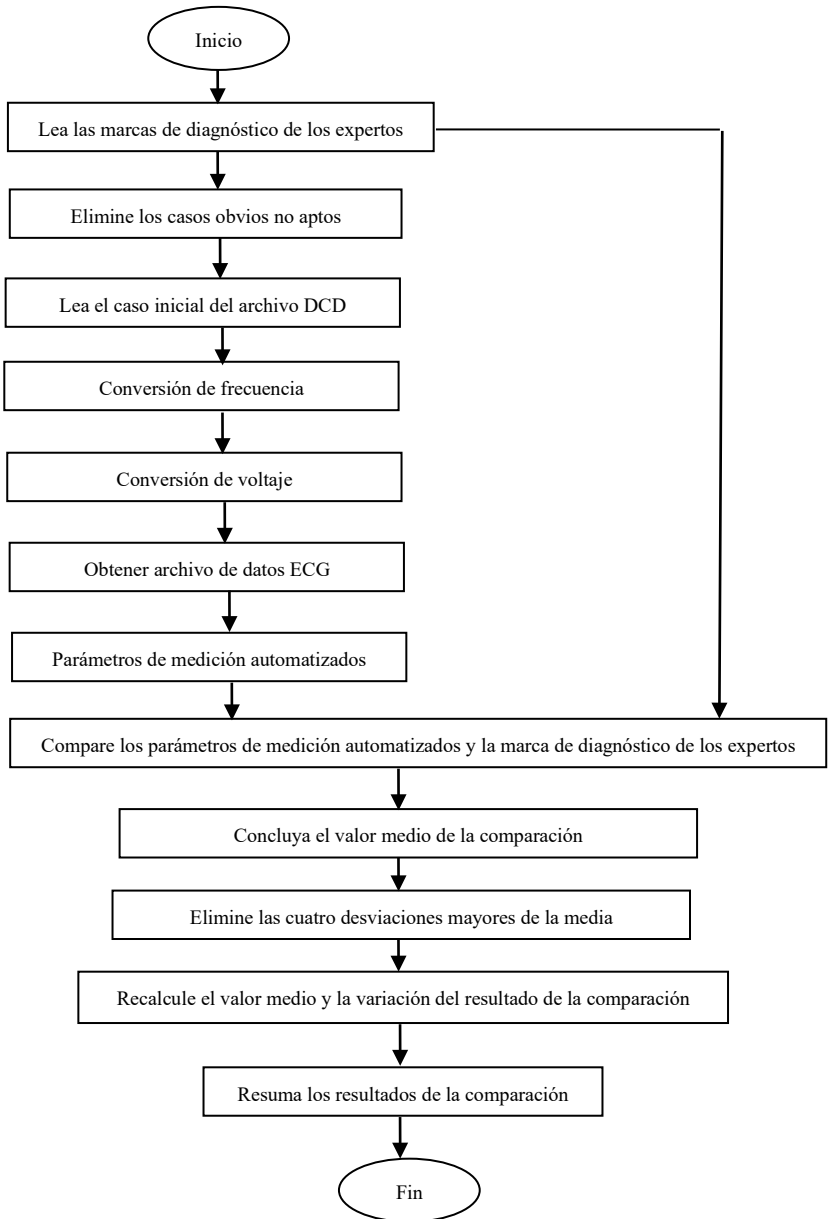 Inicio
Lea las marcas de diagnóstico de los expertos
Elimine los casos obvios no aptos
Lea el caso inicial del archivo DCD
Conversión de frecuencia
Conversión de voltaje
Obtener archivo de datos ECG
Parámetros de medición automatizados
Compare los parámetros de medición automatizados y la marca de diagnóstico de los expertos
Concluya el valor medio de la comparación
Elimine las cuatro desviaciones mayores de la media
Recalcule el valor medio y la variación del resultado de la comparación
Resuma los resultados de la comparación
Fin